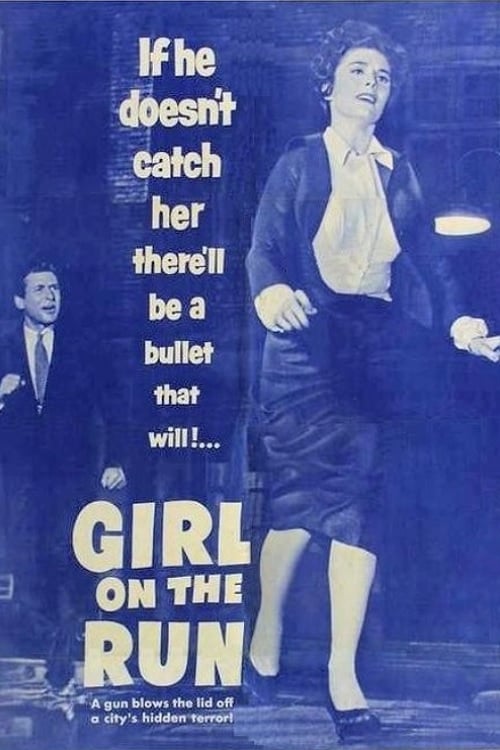 If he
doesn't
catch
her
there'll
be a
bullet
that
will!...
GIRL
ON THE
RUN
A gun blows the lid off
a city's hidden terror!